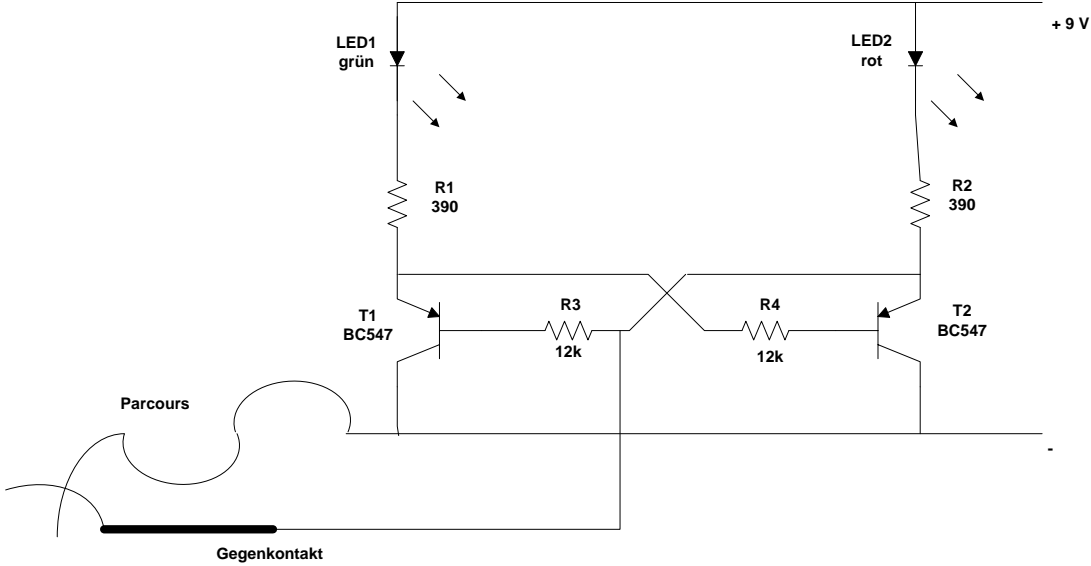 + 9 V
LED1
grün
LED2
rot
R1
390
R2
390
T1
BC547
R3
12k
R4
12k
T2
BC547
Parcours
-
Gegenkontakt